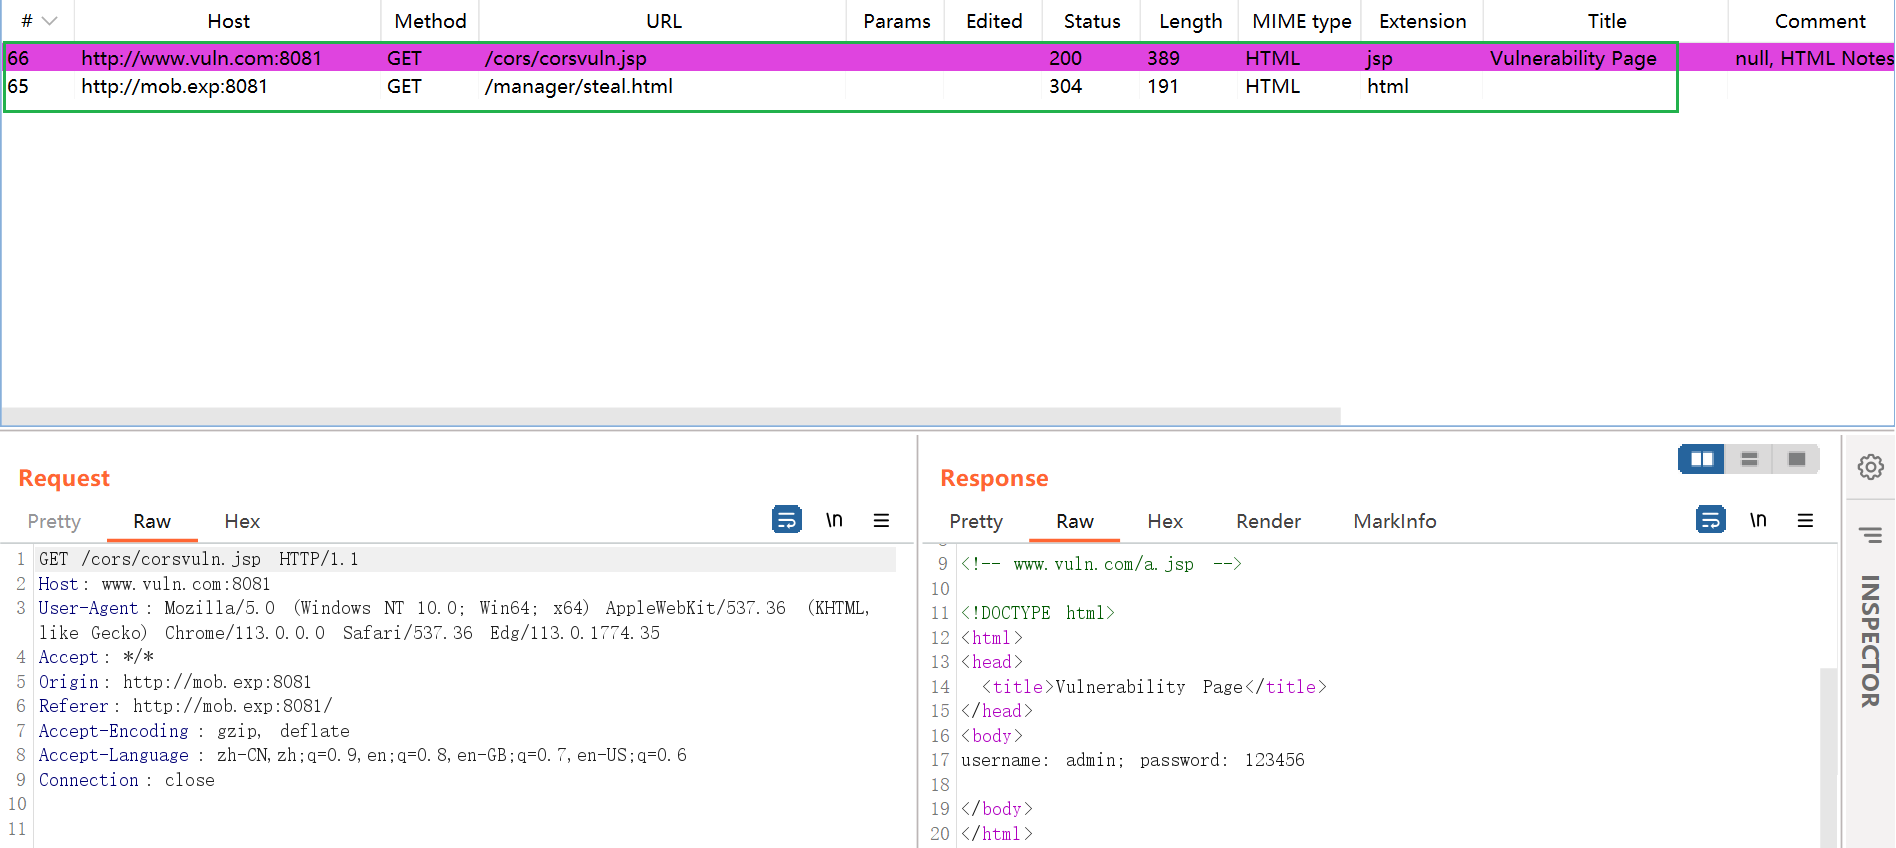 # Host Method URL Params Edited Status Length MIME type Extension Title Comment
66 http://www.vuln.com:8081 GET /cors/corsvuln.jsp 200 389 HTML jsp Vulnerability Page null, HTML Notes
65 http://mob.exp:8081 GET /manager/steal.html 304 191 HTML html
Request
Pretty Raw Hex \n
1 GET /cors/corsvuln.jsp HTTP/1.1
2 Host: www.vuln.com:8081
3 User-Agent: Mozilla/5.0 (Windows NT 10.0; Win64; x64) AppleWebKit/537.36 (KHTML,
like Gecko) Chrome/113.0.0.0 Safari/537.36 Edg/113.0.1774.35
4 Accept: */*
5 Origin: http://mob.exp:8081
6 Referer: http://mob.exp:8081/
7 Accept-Encoding: gzip, deflate
8 Accept-Language: zh-CN,zh;q=0.9,en;q=0.8,en-GB;q=0.7,en-US;q=0.6
9 Connection: close
10
11
Response
Pretty Raw Hex Render MarkInfo \n
9 <!-- www.vuln.com/a.jsp -->
10
11 <!DOCTYPE html>
12 <html>
13 <head>
14 <title>Vulnerability Page</title>
15 </head>
16 <body>
17 username: admin; password: 123456
18
19 </body>
20 </html>
INSPECTOR